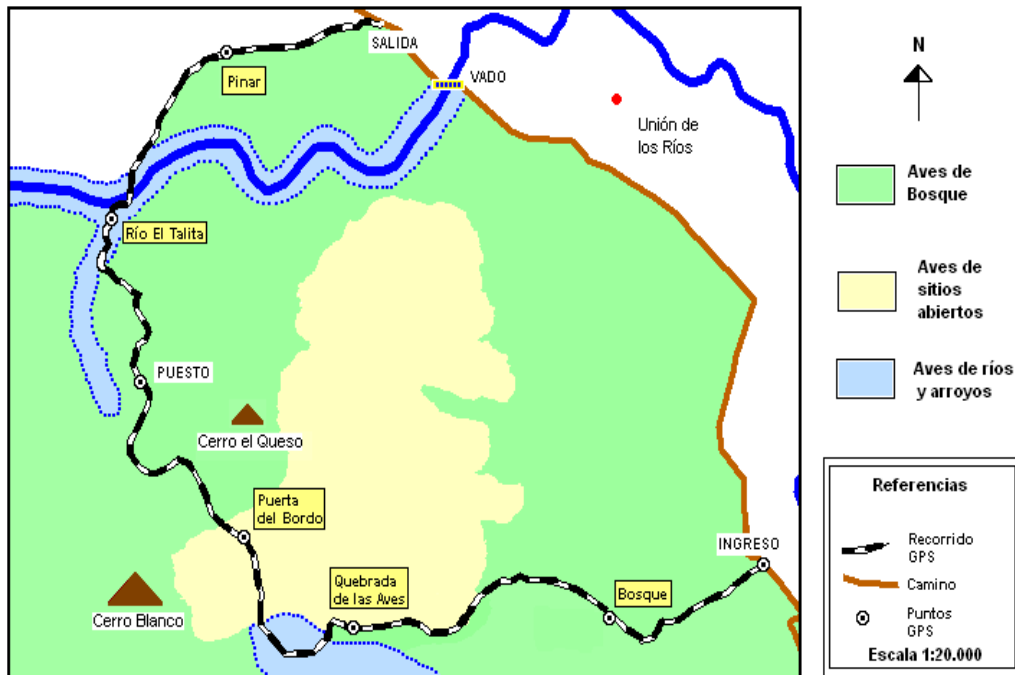 SALIDA
Pinar
VADO
Unión de
los Ríos
Río El Talita
PUESTO
Cerro el Queso
Puerta
del Bordo
INGRESO
Quebrada
de las Aves
Bosque
Cerro Blanco
N
Aves de
Bosque
Aves de
sitios
abiertos
Aves de ríos
y arroyos
Referencias
Recorrido
GPS
Camino
Puntos
GPS
Escala 1:20.000